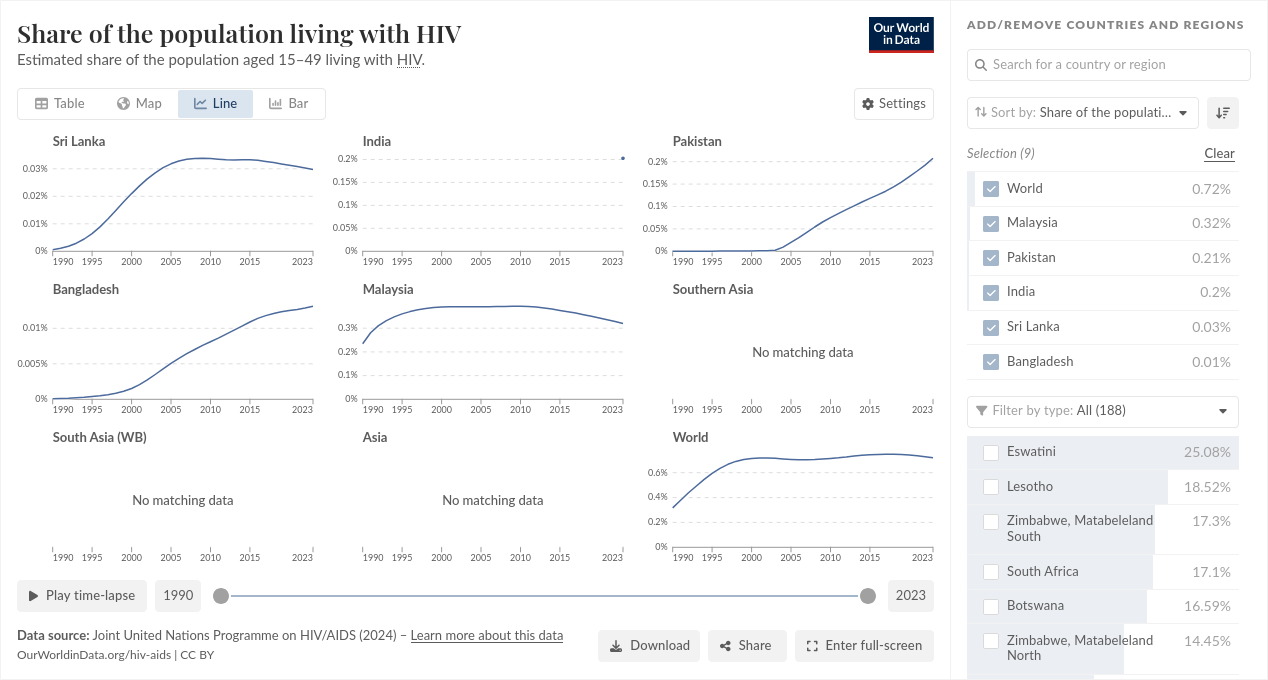 Share of the population living with HIV
Estimated share of the population aged 15–49 living with HIV.
Our World
in Data
Table
Map
Line
Bar
Settings
Sri Lanka
0.03%
0.02%
0.01%
0%
1990 1995 2000 2005 2010 2015 2023
India
0.2%
0.15%
0.1%
0.05%
0%
1990 1995 2000 2005 2010 2015 2023
Pakistan
0.2%
0.15%
0.1%
0.05%
0%
1990 1995 2000 2005 2010 2015 2023
Bangladesh
0.01%
0.005%
0%
1990 1995 2000 2005 2010 2015 2023
Malaysia
0.3%
0.2%
0.1%
0%
1990 1995 2000 2005 2010 2015 2023
Southern Asia
No matching data
1990 1995 2000 2005 2010 2015 2023
South Asia (WB)
No matching data
1990 1995 2000 2005 2010 2015 2023
Asia
No matching data
1990 1995 2000 2005 2010 2015 2023
World
0.6%
0.4%
0.2%
0%
1990 1995 2000 2005 2010 2015 2023
Play time-lapse
1990
2023
Data source: Joint United Nations Programme on HIV/AIDS (2024) – Learn more about this data
OurWorldinData.org/hiv-aids | CC BY
Download
Share
Enter full-screen
ADD/REMOVE COUNTRIES AND REGIONS
Search for a country or region
Sort by: Share of the populati...
Selection (9)
Clear
World 0.72%
Malaysia 0.32%
Pakistan 0.21%
India 0.2%
Sri Lanka 0.03%
Bangladesh 0.01%
Filter by type: All (188)
Eswatini 25.08%
Lesotho 18.52%
Zimbabwe, Matabeleland 17.3%
South
South Africa 17.1%
Botswana 16.59%
Zimbabwe, Matabeleland 14.45%
North